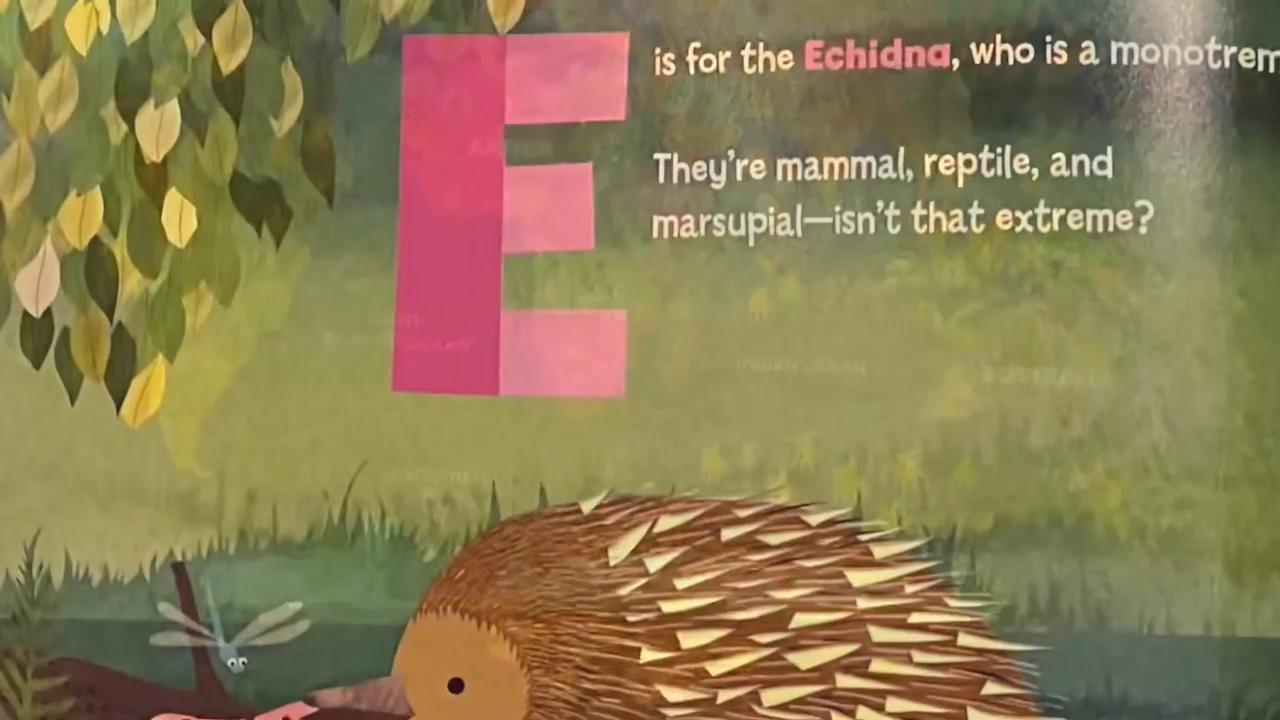 E
is for the Echidna, who is a monotrem
They're mammal, reptile, and
marsupial—isn't that extreme?